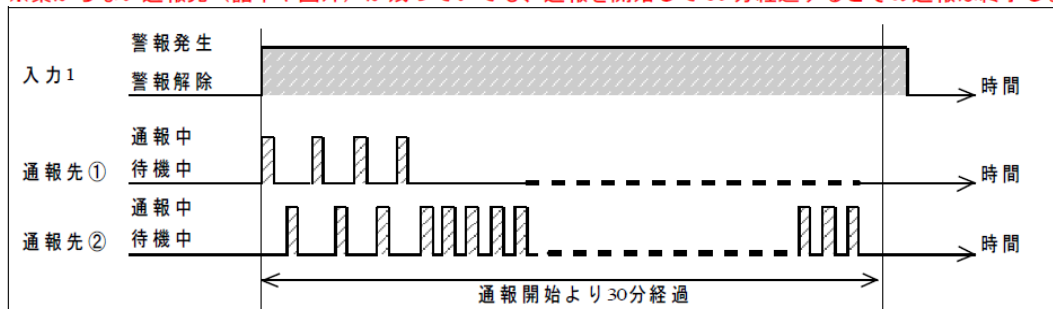 警報発生
入力1
警報解除
時間
通報中
通報先①
待機中
時間
通報中
通報先②
待機中
時間
通報開始より30分経過